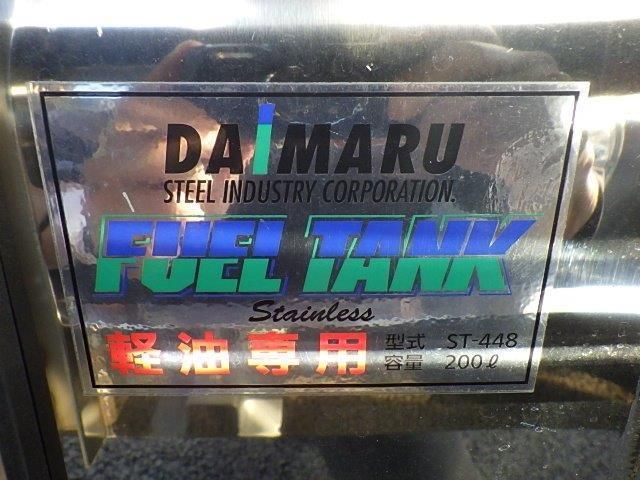 DAIMARU
STEEL INDUSTRY CORPORATION.
FUEL TANK
Stainless
軽油専用
型式 ST-448
容量 200ℓ